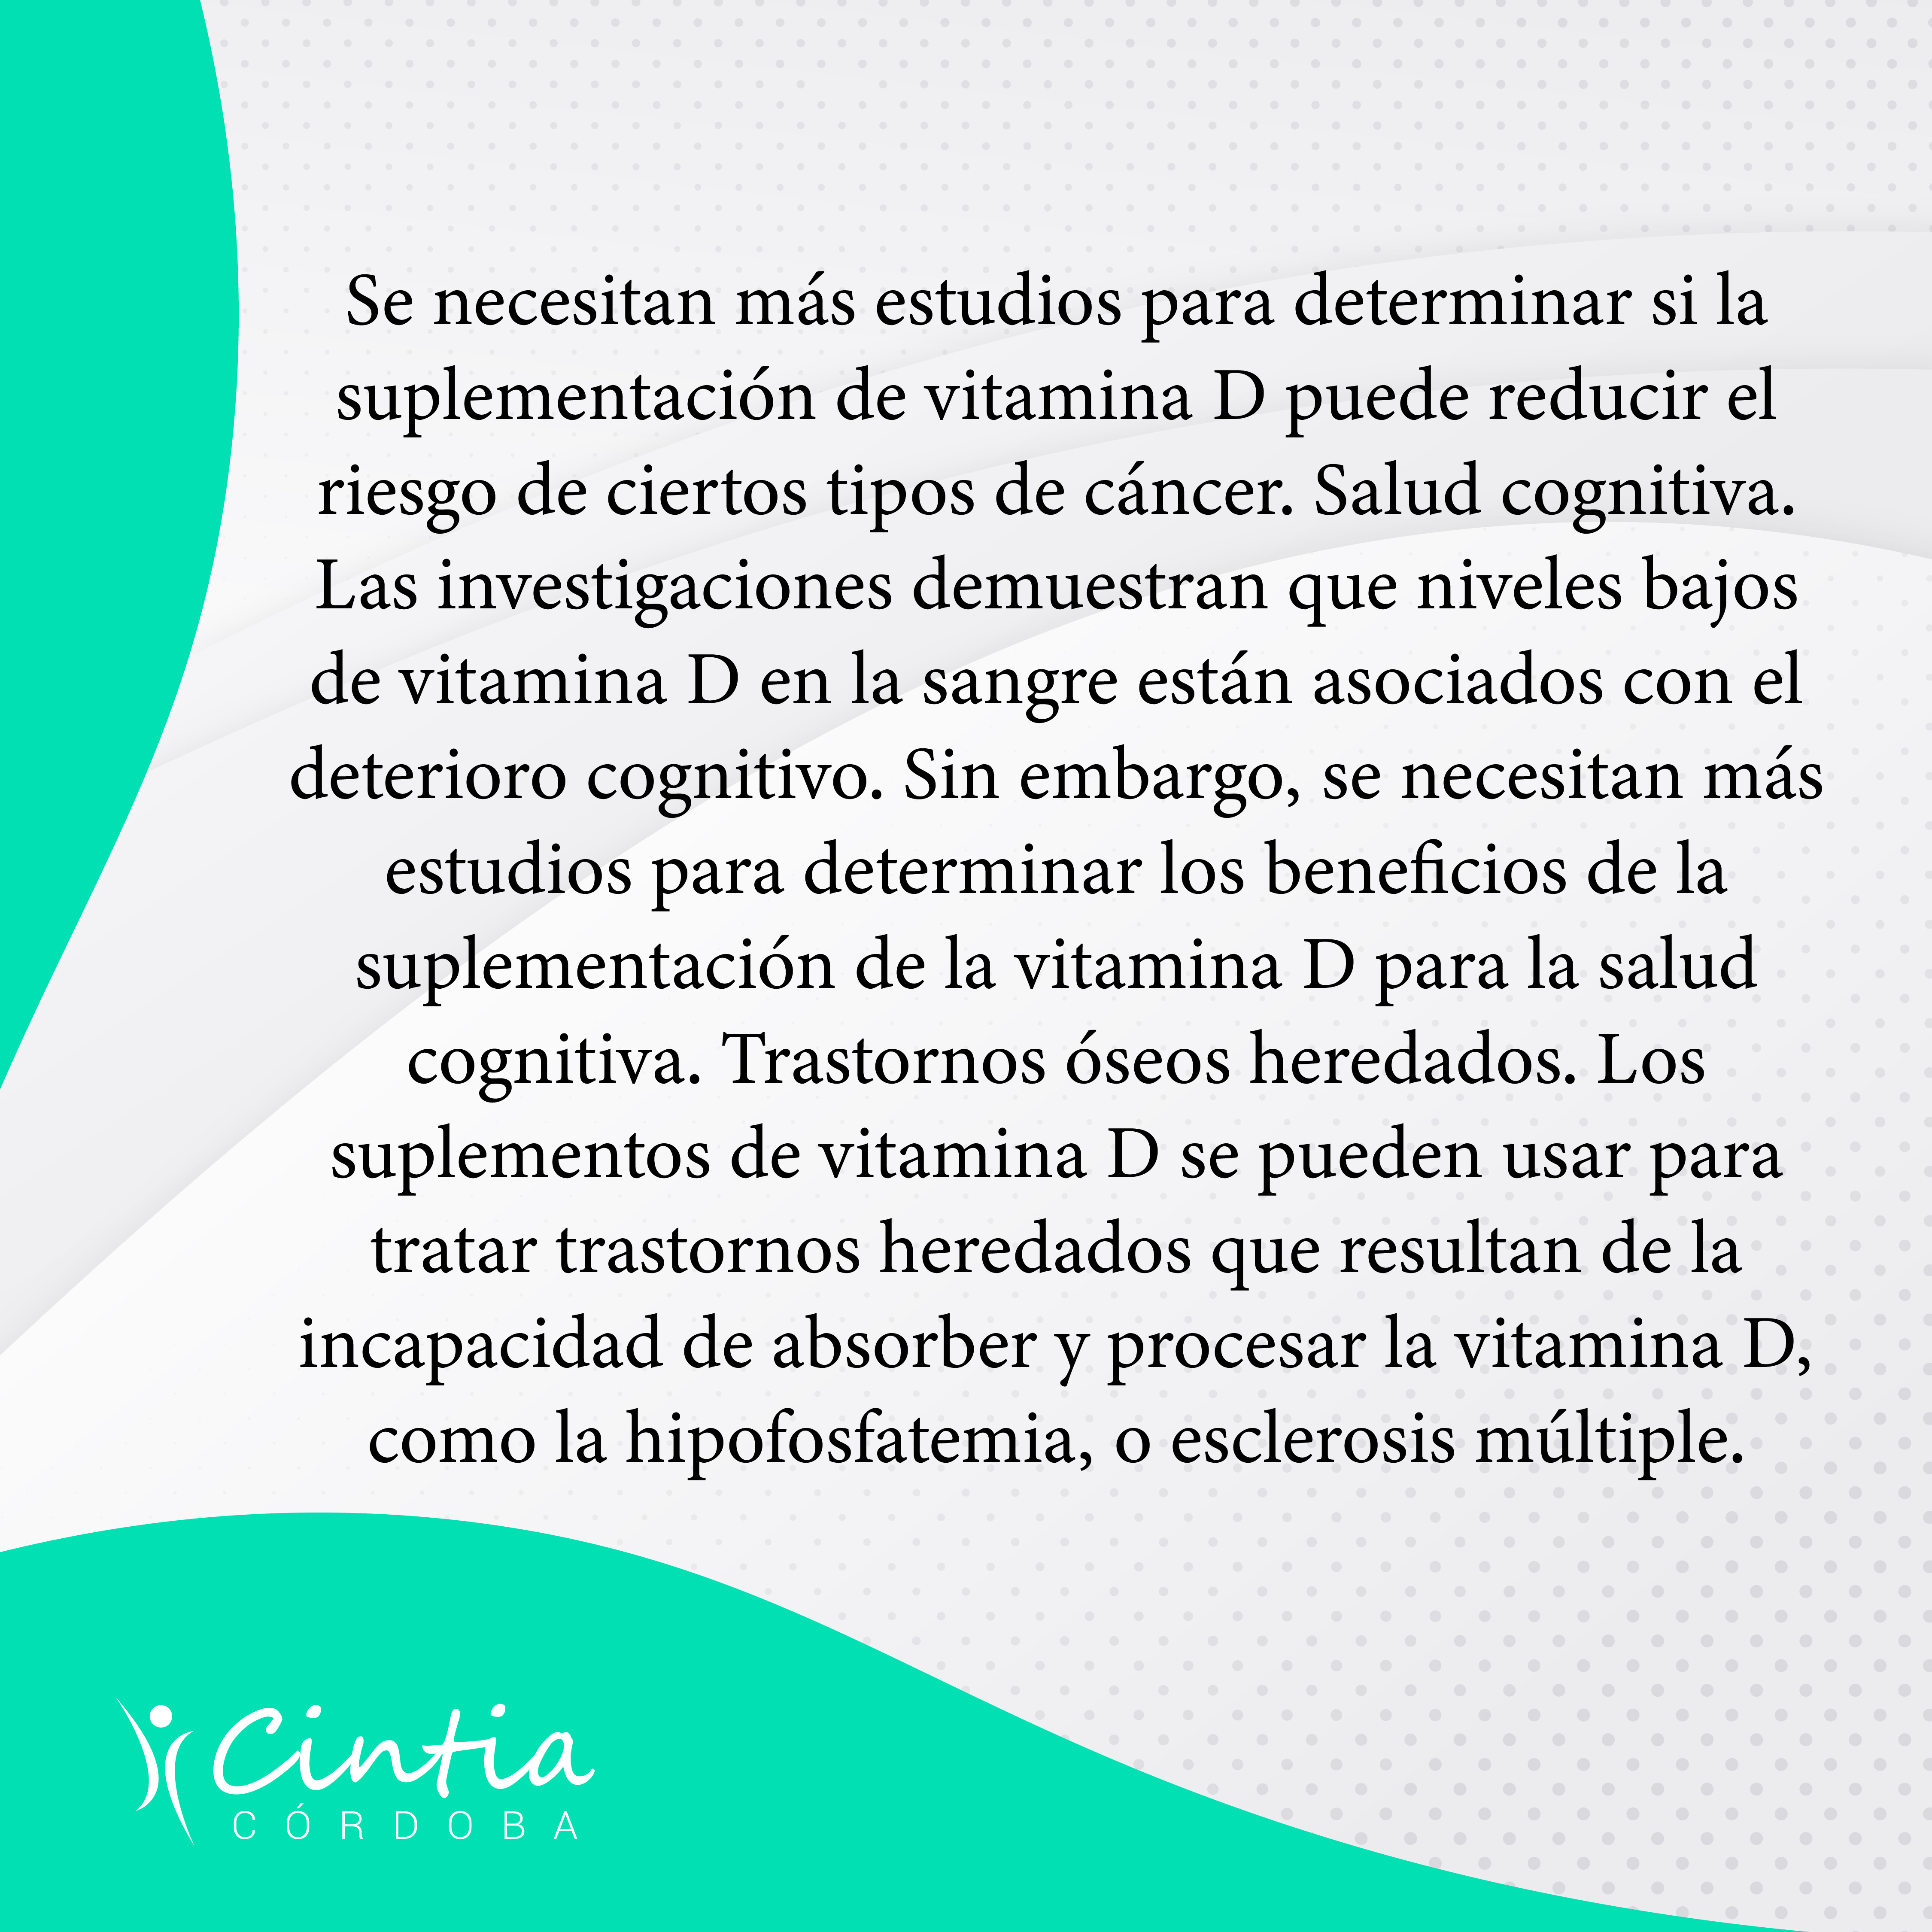 Se necesitan más estudios para determinar si la
suplementación de vitamina D puede reducir el
riesgo de ciertos tipos de cáncer. Salud cognitiva.
Las investigaciones demuestran que niveles bajos
de vitamina D en la sangre están asociados con el
deterioro cognitivo. Sin embargo, se necesitan más
estudios para determinar los beneficios de la
suplementación de la vitamina D para la salud
cognitiva. Trastornos óseos heredados. Los
suplementos de vitamina D se pueden usar para
tratar trastornos heredados que resultan de la
incapacidad de absorber y procesar la vitamina D,
como la hipofosfatemia, o esclerosis múltiple.
Cintia
CÓRDOBA